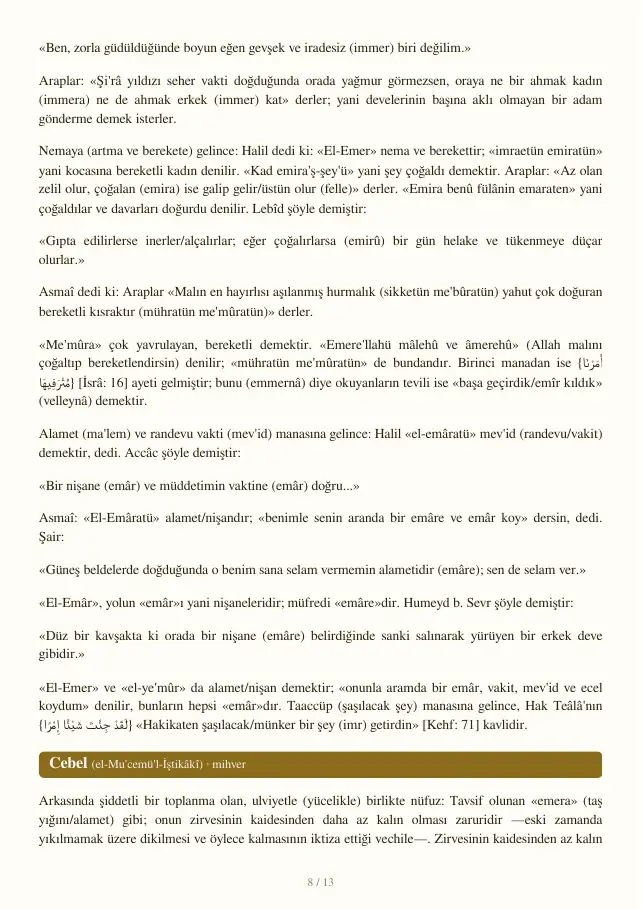 «Ben, zorla güdüldüğünde boyun eğen gevşek ve iradesiz (immer) biri değilim.»
Araplar: «Şi'râ yıldızı seher vakti doğduğunda orada yağmur görmezsen, oraya ne bir ahmak kadın
(immera) ne de ahmak erkek (immer) kat» derler; yani develerinin başına aklı olmayan bir adam
gönderme demek isterler.
Nemaya (artma ve berekete) gelince: Halil dedi ki: «El-Emer» nema ve berekettir; «imraetün emiratün»
yani kocasına bereketli kadın denilir. «Kad emira'ş-şey'ü» yani şey çoğaldı demektir. Araplar: «Az olan
zelil olur, çoğalan (emira) ise galip gelir/üstün olur (felle)» derler. «Emira benû fülânin emaraten» yani
çoğaldılar ve davarları doğurdu denilir. Lebîd şöyle demiştir:
«Gıpta edilirlerse inerler/alçalırlar; eğer çoğalırlarsa (emirû) bir gün helake ve tükenmeye düçar
olurlar.»
Asmaî dedi ki: Araplar «Malın en hayırlısı aşılanmış hurmalık (sikketün me'bûratün) yahut çok doğuran
bereketli kısraktır (mühratün me'mûratün)» derler.
«Me'mûra» çok yavrulayan, bereketli demektir. «Emere'llahü mâlehû ve âmerehû» (Allah malını
çoğaltıp bereketlendirsin) denilir; «mühratün me'mûratün» de bundandır. Birinci manadan ise {أَمَرْنَا
مُتْرَفِيهَا} [İsrâ: 16] ayeti gelmiştir; bunu (emmernâ) diye okuyanların tevili ise «başa geçirdik/emîr kıldık»
(velleynâ) demektir.
Alamet (ma'lem) ve randevu vakti (mev'id) manasına gelince: Halil «el-emâratü» mev'id (randevu/vakit)
demektir, dedi. Accâc şöyle demiştir:
«Bir nişane (emâr) ve müddetimin vaktine (emâr) doğru...»
Asmaî: «El-Emâratü» alamet/nişandır; «benimle senin aranda bir emâre ve emâr koy» dersin, dedi.
Şair:
«Güneş beldelerde doğduğunda o benim sana selam vermemin alametidir (emâre); sen de selam ver.»
«El-Emâr», yolun «emâr»ı yani nişaneleridir; müfredi «emâre»dir. Humeyd b. Sevr şöyle demiştir:
«Düz bir kavşakta ki orada bir nişane (emâre) belirdiğinde sanki salınarak yürüyen bir erkek deve
gibidir.»
«El-Emer» ve «el-ye'mûr» da alamet/nişan demektir; «onunla aramda bir emâr, vakit, mev'id ve ecel
koydum» denilir, bunların hepsi «emâr»dır. Taaccüp (şaşılacak şey) manasına gelince, Hak Teâlâ'nın
{لَقَدْ جِئْتَ شَيْئًا إِمْرًا} «Hakikaten şaşılacak/münker bir şey (imr) getirdin» [Kehf: 71] kavlidir.
Cebel (el-Mu'cemü'l-İştikâkî) · mihver
Arkasında şiddetli bir toplanma olan, ulviyetle (yücelikle) birlikte nüfuz: Tavsif olunan «emera» (taş
yığını/alamet) gibi; onun zirvesinin kaidesinden daha az kalın olması zaruridir —eski zamanda
yıkılmamak üzere dikilmesi ve öylece kalmasının iktiza ettiği vechile—. Zirvesinin kaidesinden az kalın
8 / 13